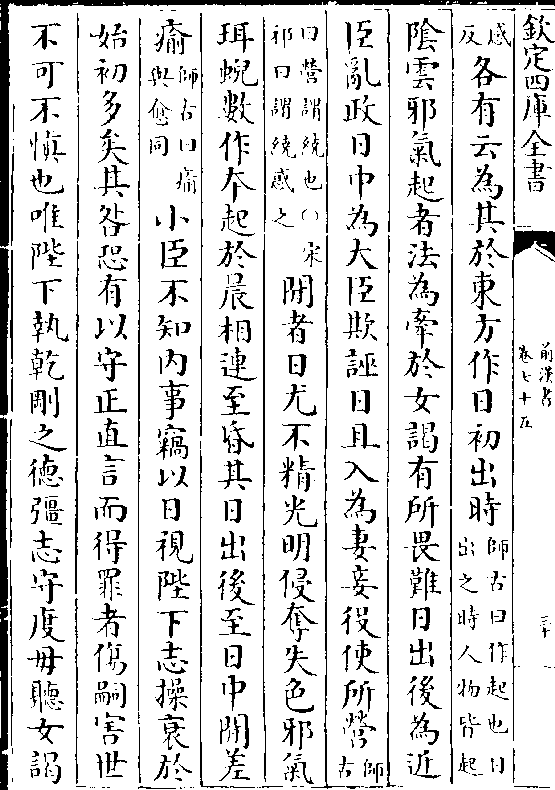 欽定四庫全書
前漢書
卷七十五
三十
感
反
各有云為其於東方作日初出時
師古曰作起也日
出之時人物皆起
陰雲邪氣起者法為牽於女謁有所畏難日出後為近
臣亂政日中為大臣欺誣日且入為妻妾役使所營
師
古
曰營謂繞也○宋
祁曰謂繞惑之
間者日尤不精光明侵奪失色邪氣
珥蜺數作本起於晨相連至昏其日出後至日中間差
瘉
師古曰瘉
與愈同
小臣不知內事竊以日視陛下志操衰於
始初多矣其咎恐有以守正直言而得罪者傷嗣害世
不可不慎也唯陛下執乾剛之德彊志守度毋聽女謁